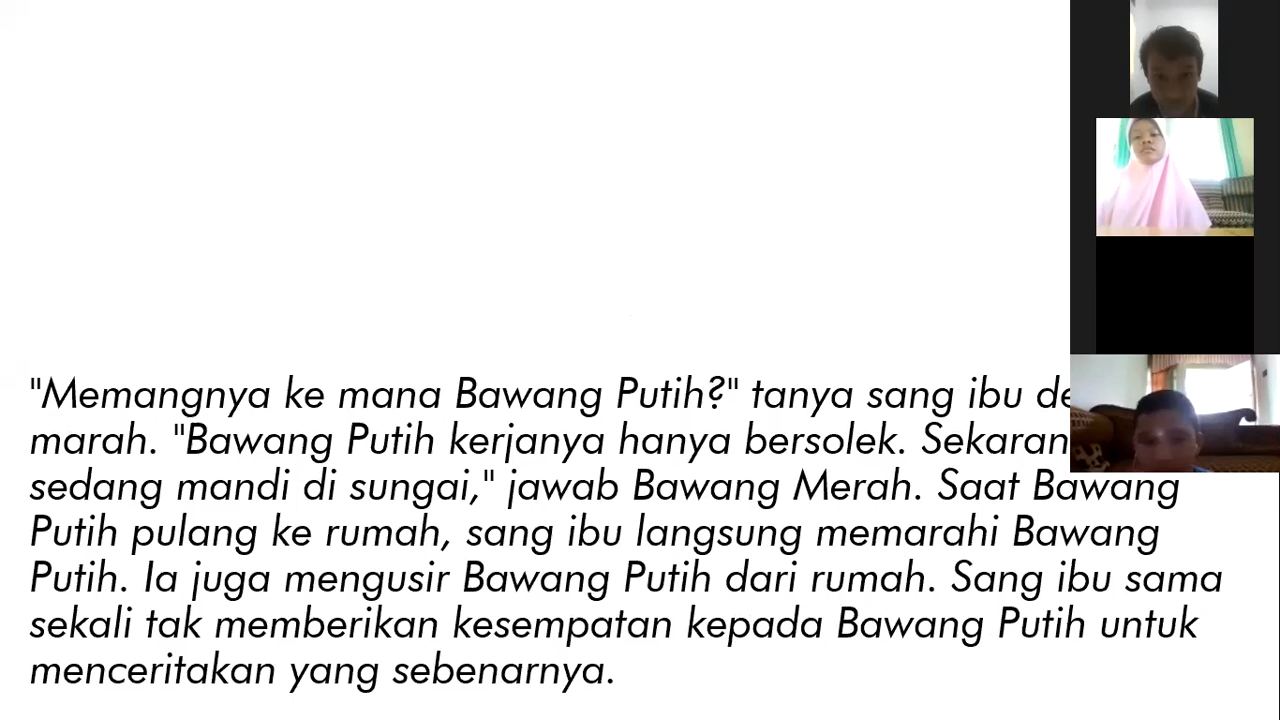 "Memangnya ke mana Bawang Putih?" tanya sang ibu
marah. "Bawang Putih kerjanya hanya bersolek.
sedang mandi di sungai," jawab Bawang Merah. Saat Bawang
Putih pulang ke rumah, sang ibu langsung memarahi Bawang
Putih. Ia juga mengusir Bawang Putih dari rumah. Sang ibu sama
sekali tak memberikan kesempatan kepada Bawang Putih untuk
menceritakan yang sebenarnya.